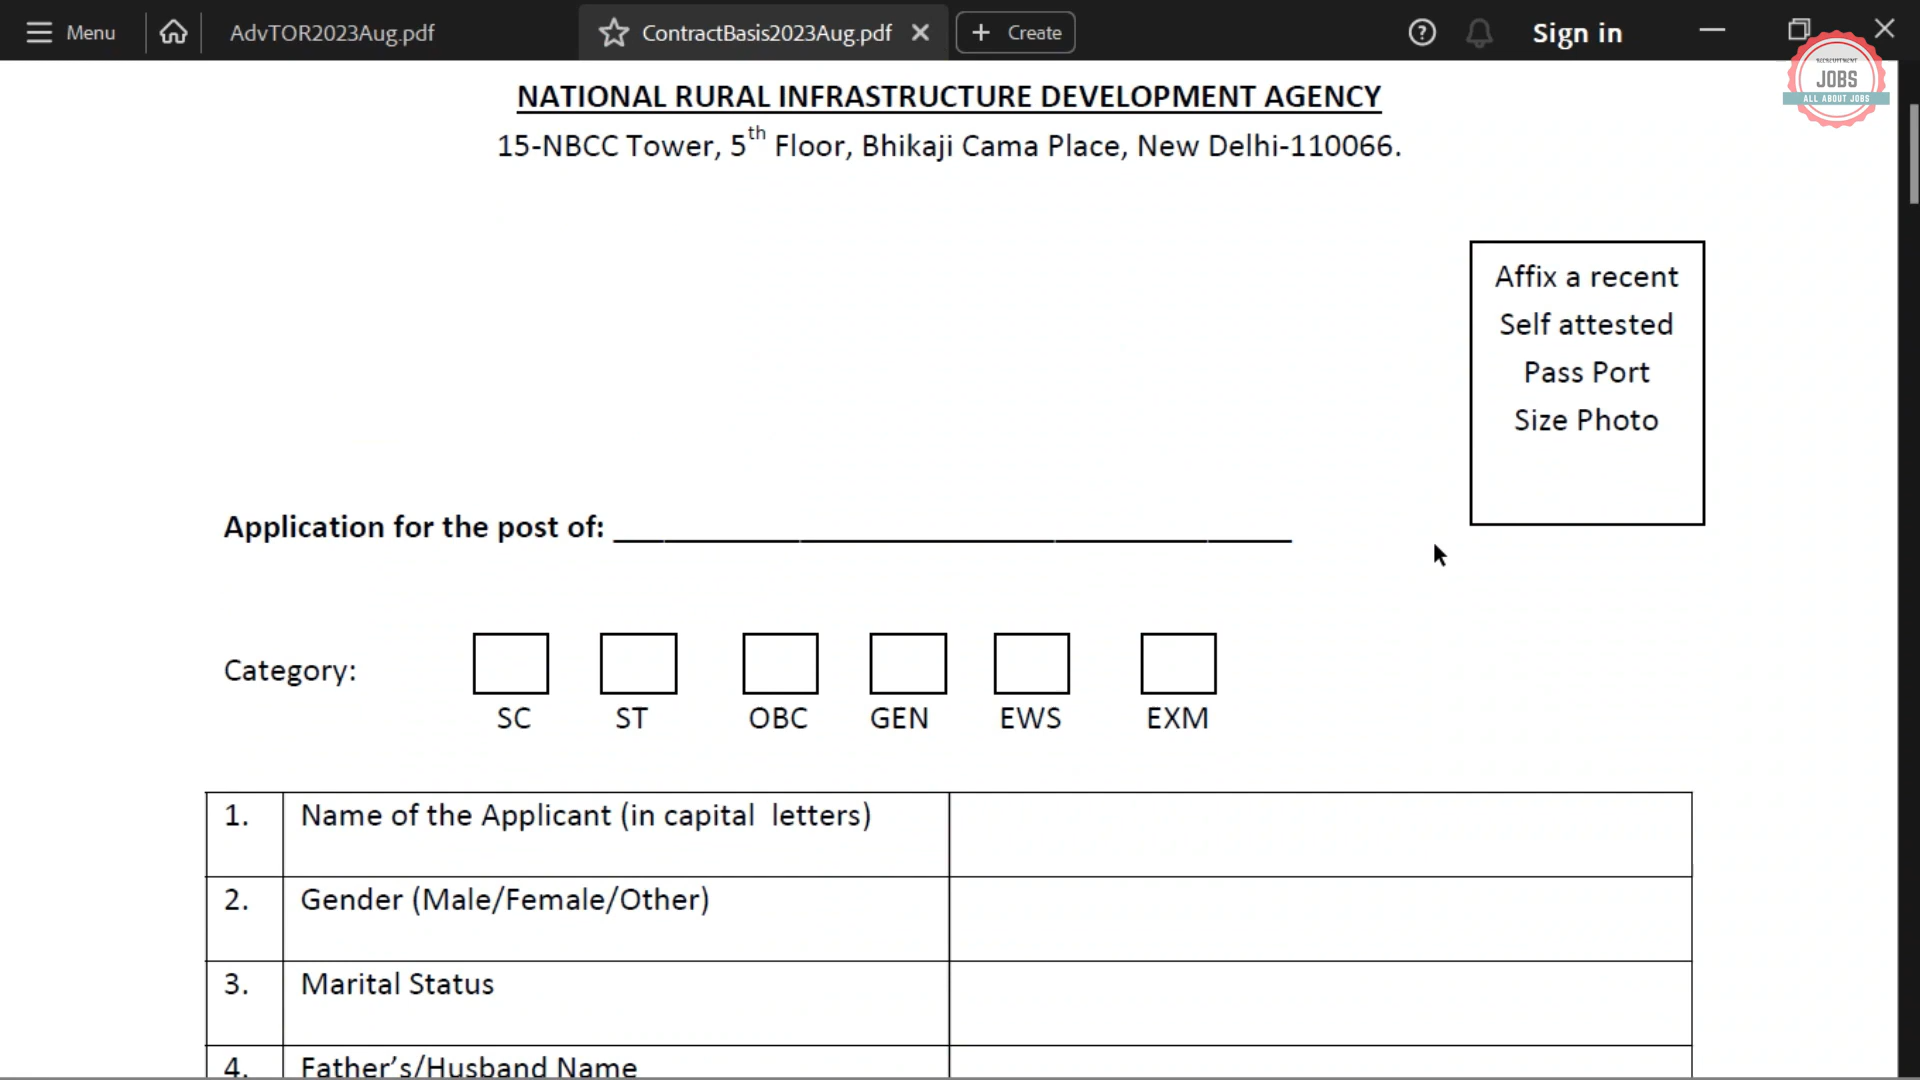 Menu
AdvTOR2023Aug.pdf
ContractBasis2023Aug.pdf
Create
Sign in
JOBS
ALL ABOUT JOBS
NATIONAL RURAL INFRASTRUCTURE DEVELOPMENT AGENCY
15-NBCC Tower, 5th Floor, Bhikaji Cama Place, New Delhi-110066.
Affix a recent
Self attested
Pass Port
Size Photo
Application for the post of:
Category:
SC ST OBC GEN EWS EXM
1. Name of the Applicant (in capital letters)
2. Gender (Male/Female/Other)
3. Marital Status
4. Father's/Husband Name